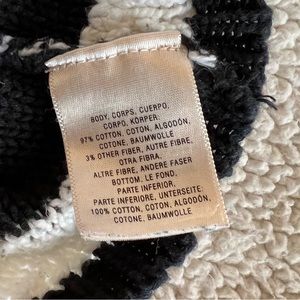 BODY, CORPS, CUERPO,
CORPO, KÖRPER:
97% COTTON, COTON, ALGODÓN,
COTONE, BAUMWOLLE
3% OTHER FIBER, AUTRE FIBRE,
OTRA FIBRA,
ALTRE FIBRE, ANDERE FASER
BOTTOM, LE FOND,
PARTE INFERIOR,
PARTE INFERIORE, UNTERSEITE:
100% COTTON, COTON, ALGODÓN,
COTONE, BAUMWOLLE